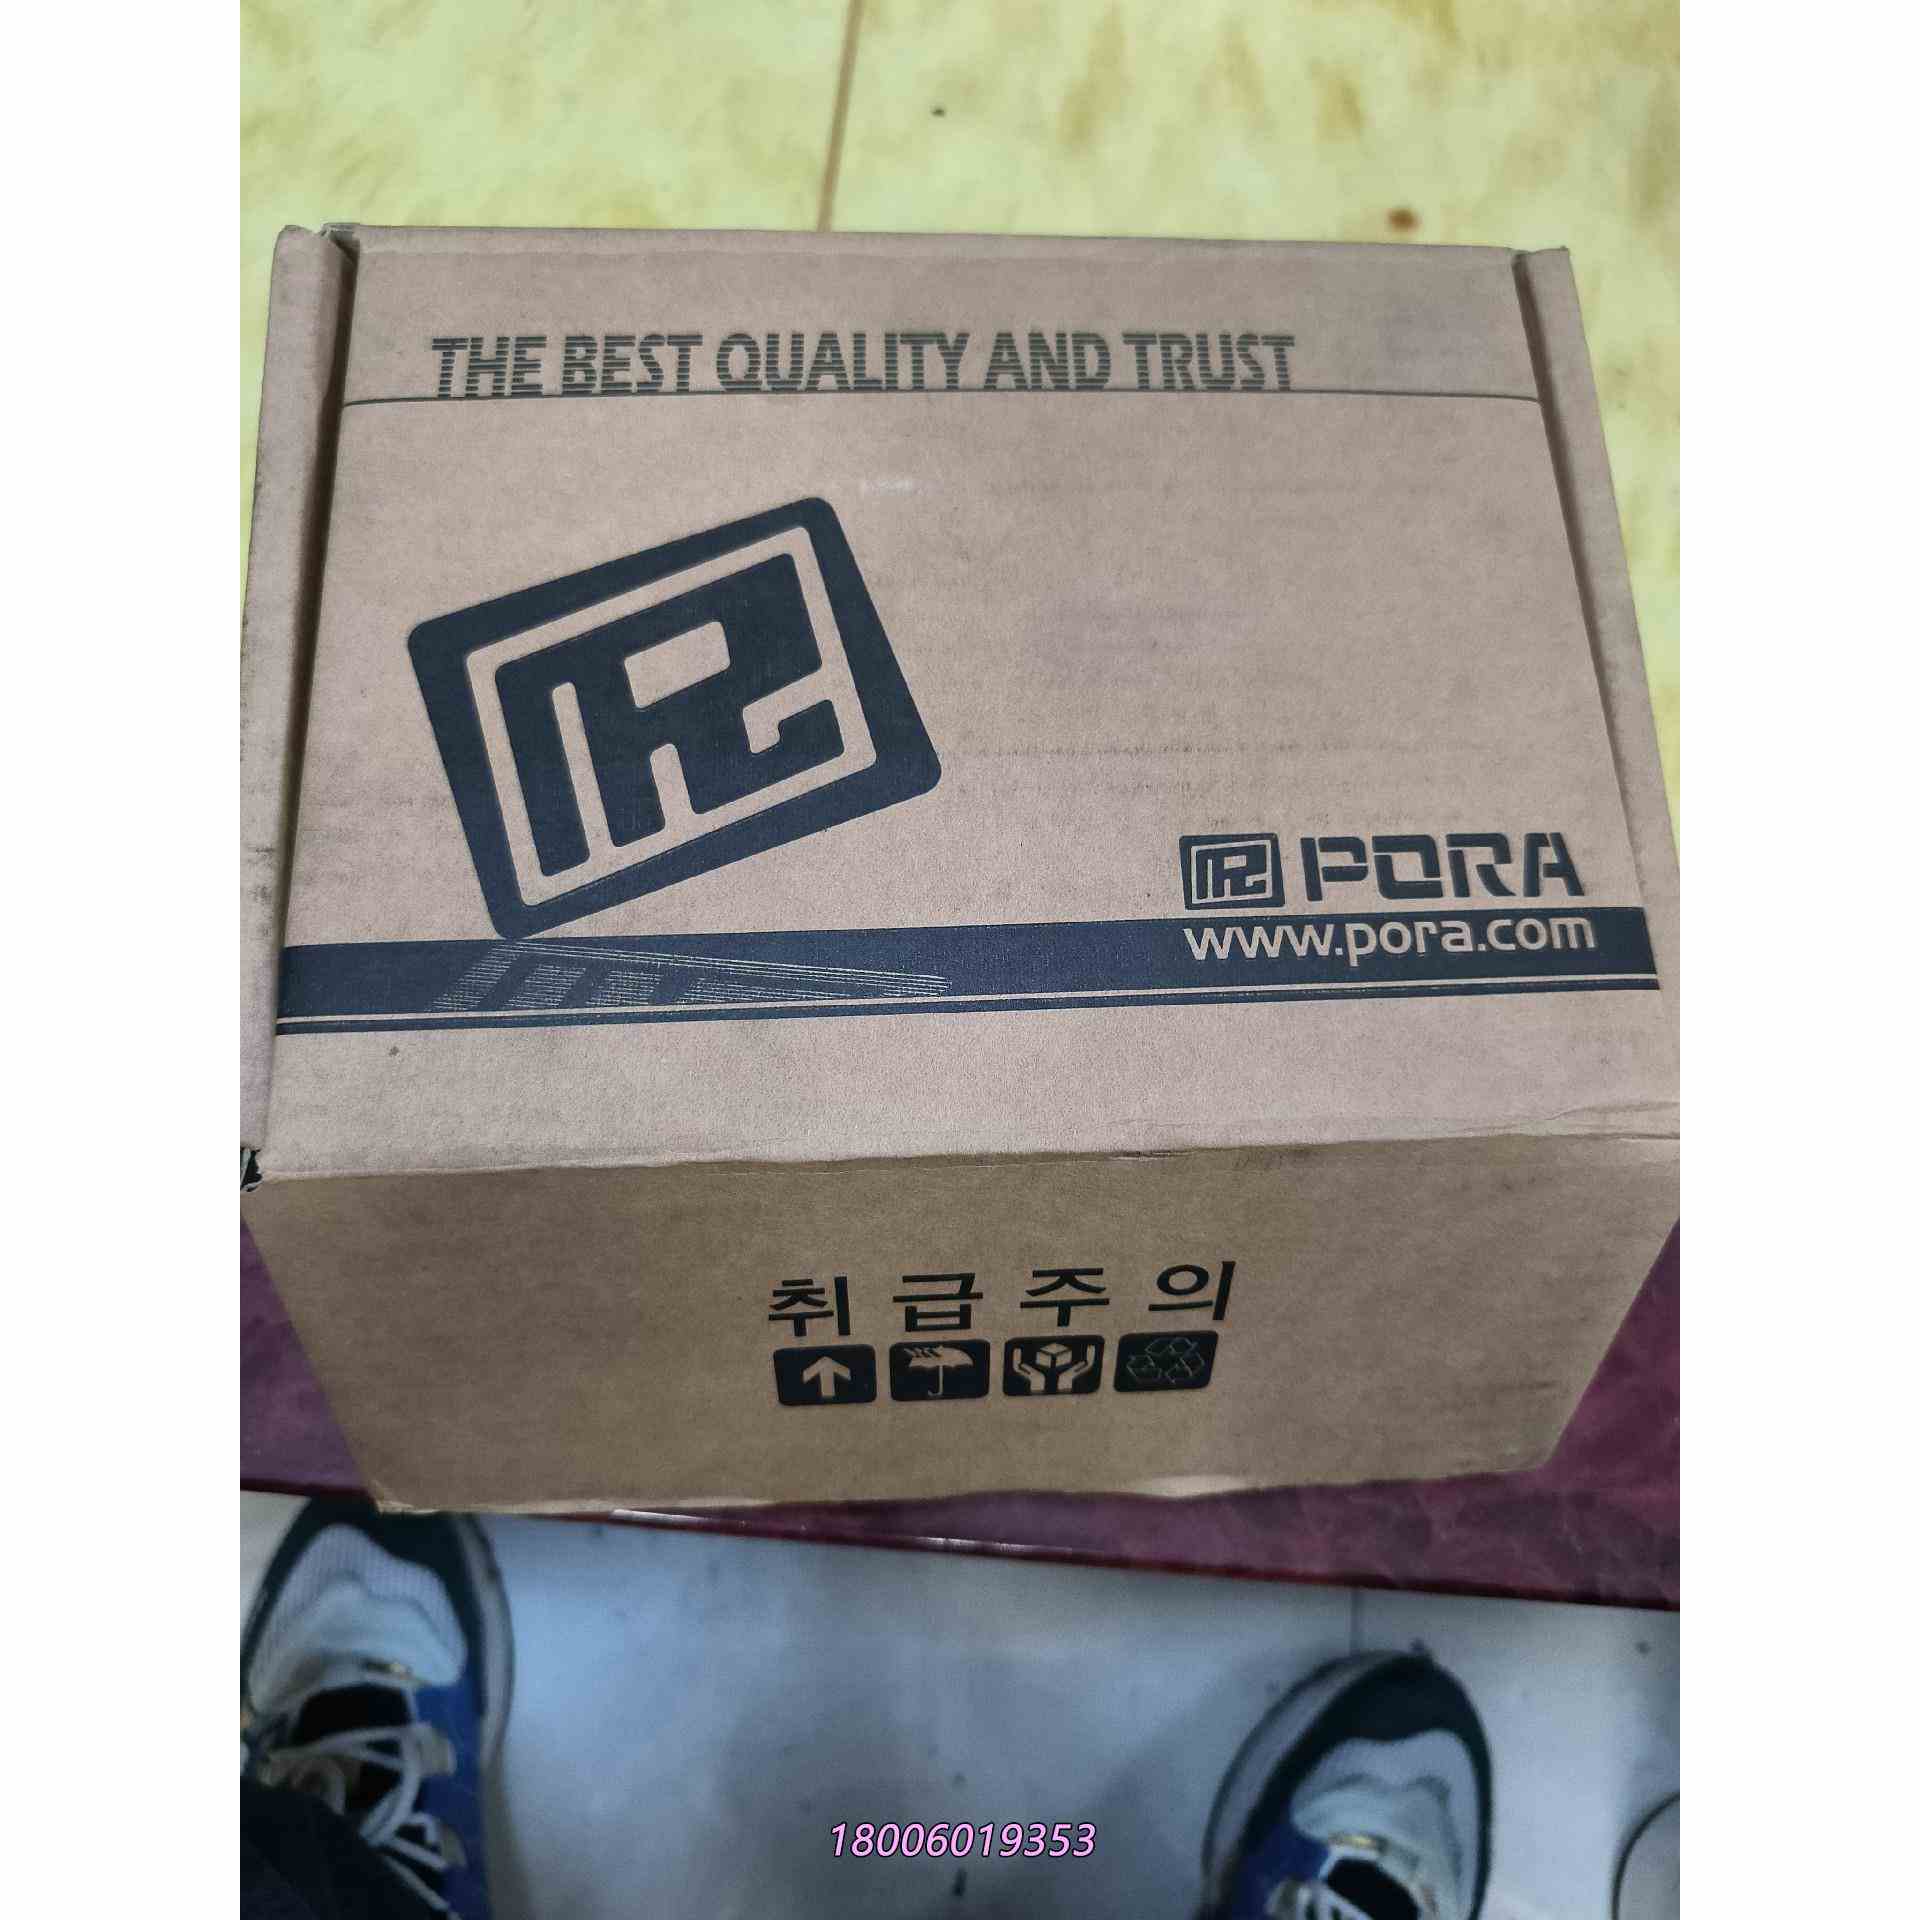 THE BEST QUALITY AND TRUST
PORA
www.pora.com
취급주의
18006019353